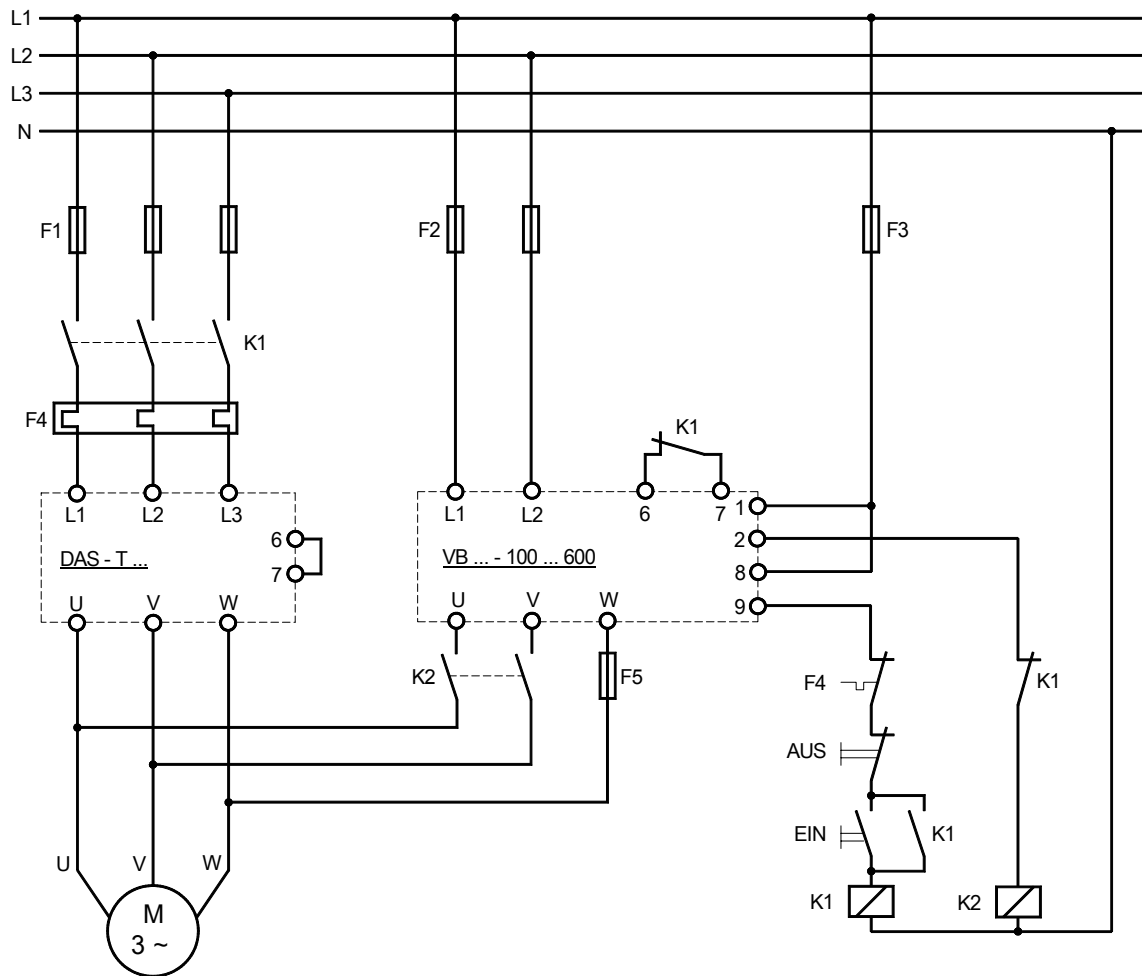 L1
L2
L3
N
F1
F2
F3
K1
F4
K1
L1 L2 L3
L1 L2 6 7 1
6
2
DAS - T ...
VB ... - 100 ... 600
7
8
U V W
U V W 9
K2
F5
F4
K1
AUS
EIN
K1
U V W
K1
K2
M
3 ~